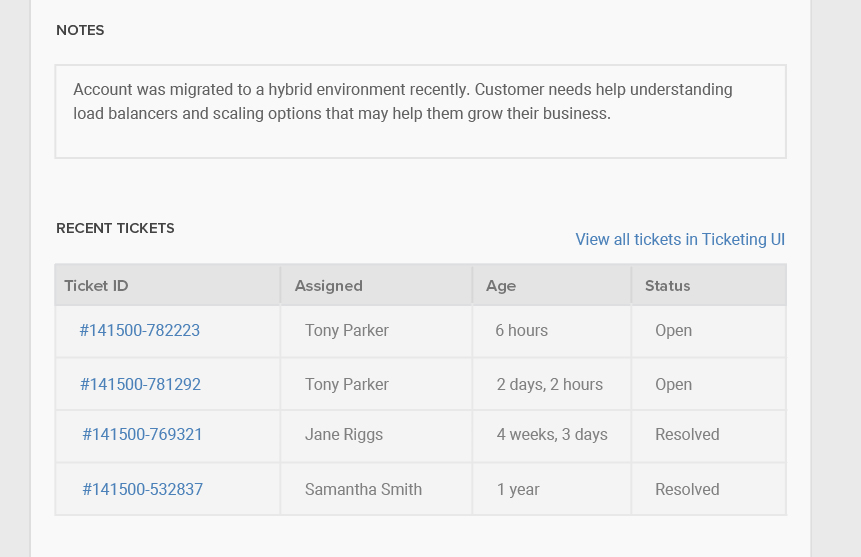 NOTES
Account was migrated to a hybrid environment recently. Customer needs help understanding
load balancers and scaling options that may help them grow their business.
RECENT TICKETS
View all tickets in Ticketing UI
Ticket ID Assigned Age Status
#141500-782223 Tony Parker 6 hours Open
#141500-781292 Tony Parker 2 days, 2 hours Open
#141500-769321 Jane Riggs 4 weeks, 3 days Resolved
#141500-532837 Samantha Smith 1 year Resolved